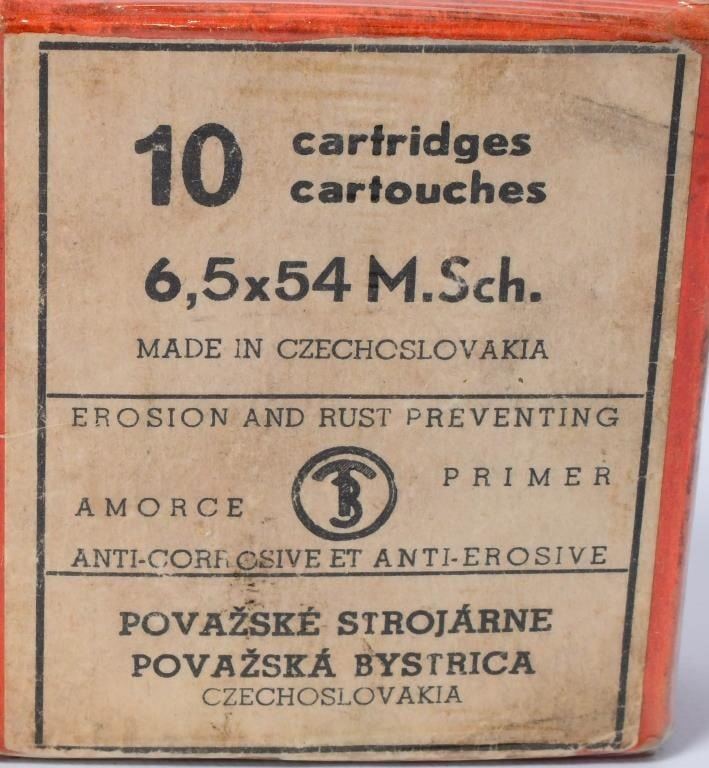 10 cartridges
cartouches
6,5x54 M.Sch.
MADE IN CZECHOSLOVAKIA
EROSION AND RUST PREVENTING
PRIMER
AMORCE
ANTI-CORROSIVE ET ANTI-EROSIVE
POVAŽSKÉ STROJÁRNE
POVAŽSKÁ BYSTRICA
CZECHOSLOVAKIA